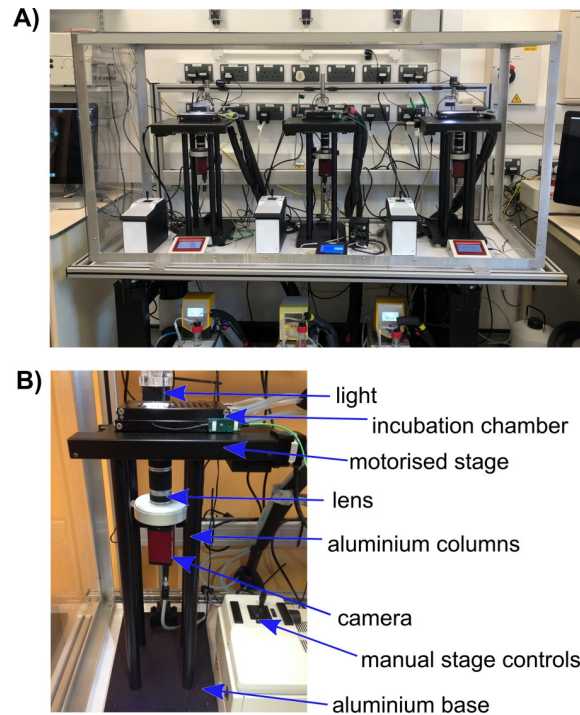 A)
B)
light
incubation chamber
motorised stage
lens
aluminium columns
camera
manual stage controls
aluminium base